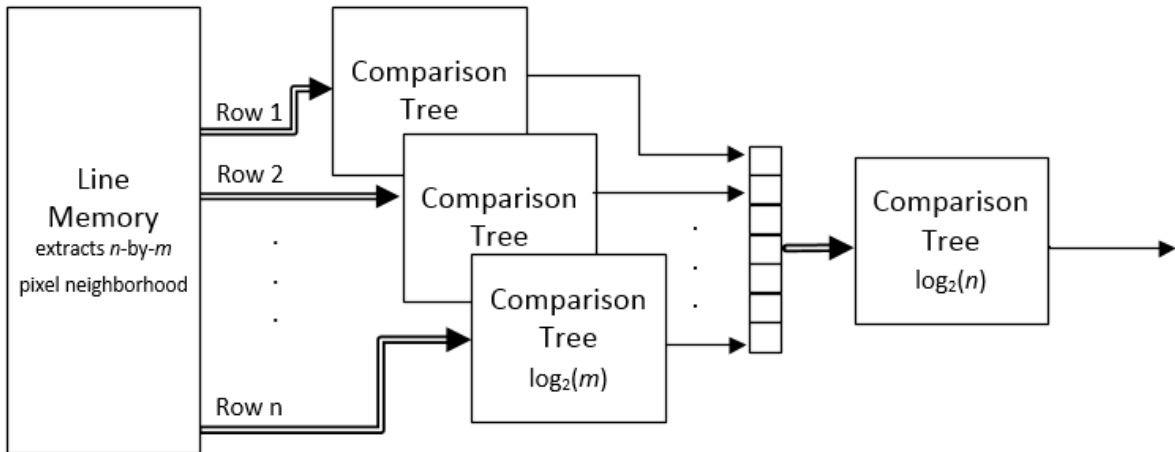 Line
Memory
extracts n-by-m
pixel neighborhood
Row 1
Row 2
.
.
.
Row n
Comparison
Tree
Comparison
Tree
Comparison
Tree
log₂(m)
.
.
.
Comparison
Tree
log₂(n)